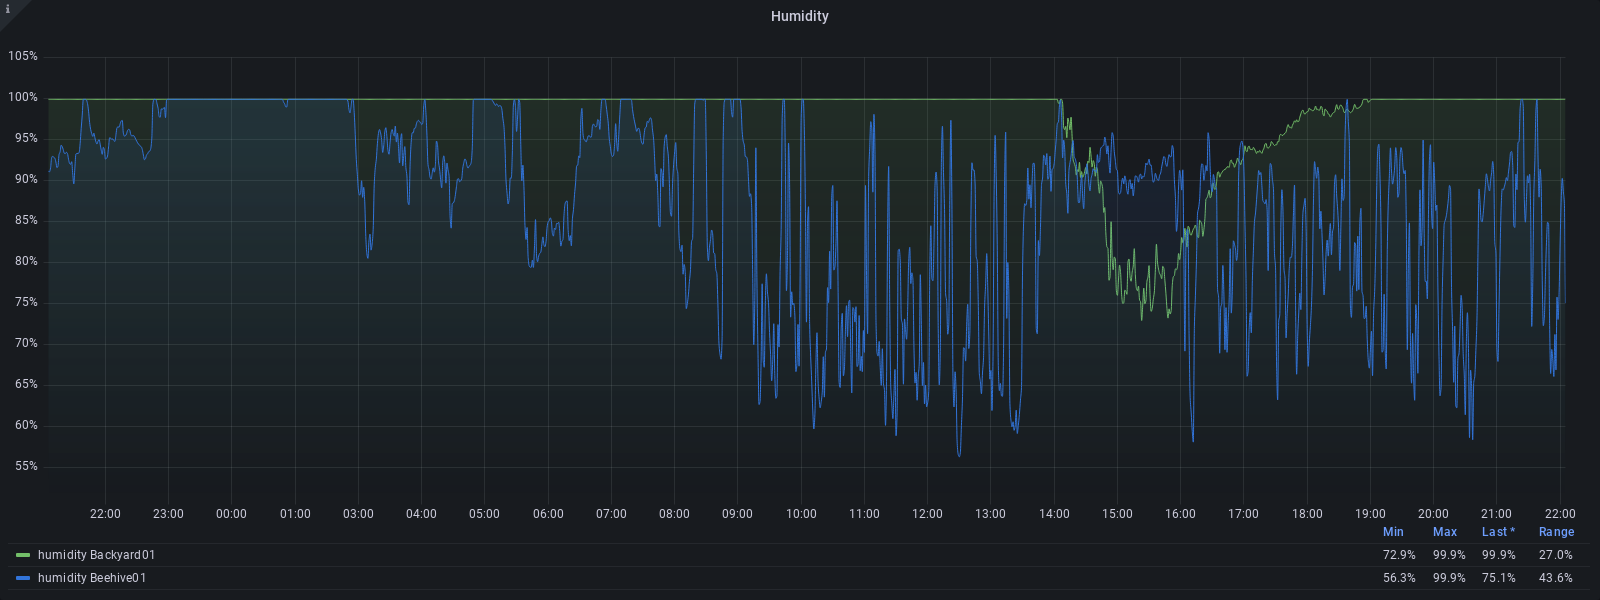 i
Humidity
105%
100%
95%
90%
85%
80%
75%
70%
65%
60%
55%
22:00 23:00 00:00 01:00 03:00 04:00 05:00 06:00 07:00 08:00 09:00 10:00 11:00 12:00 13:00 14:00 15:00 16:00 17:00 18:00 19:00 20:00 21:00 22:00
Min Max Last * Range
humidity Backyard01 72.9% 99.9% 99.9% 27.0%
humidity Beehive01 56.3% 99.9% 75.1% 43.6%